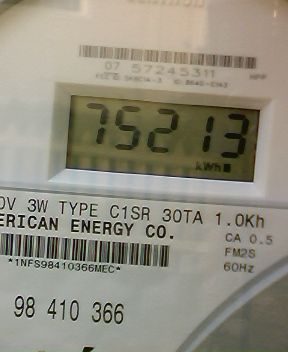 07 57245311
75213
kWh
0V 3W TYPE C1SR 30TA 1.0Kh
ERICAN ENERGY CO.
CA 0.5
*1NFS98410366MEC*
FM2S
60Hz
98 410 366